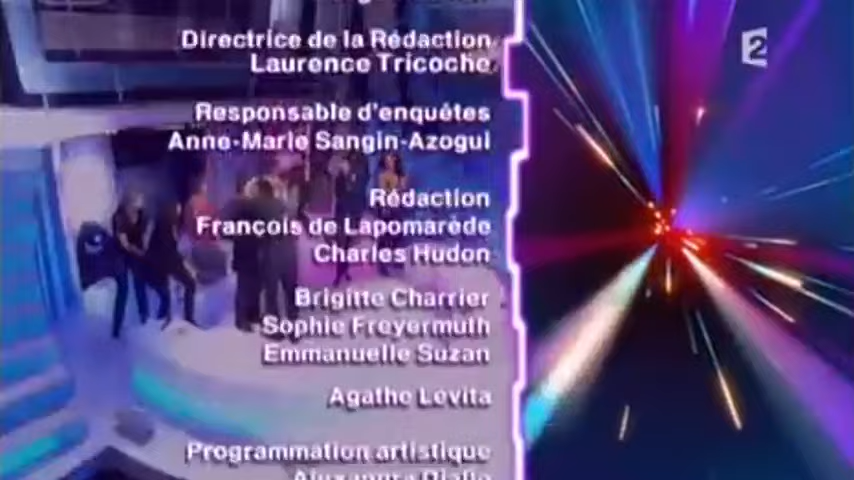 Directrice de la Rédaction
Laurence Tricoche
Responsable d'enquêtes
Anne-Marie Sangin-Azogui
Rédaction
François de Lapomarède
Charles Hudon
Brigitte Charrier
Sophie Freyermuth
Emmanuelle Suzan
Agathe Lévita
Programmation artistique
2